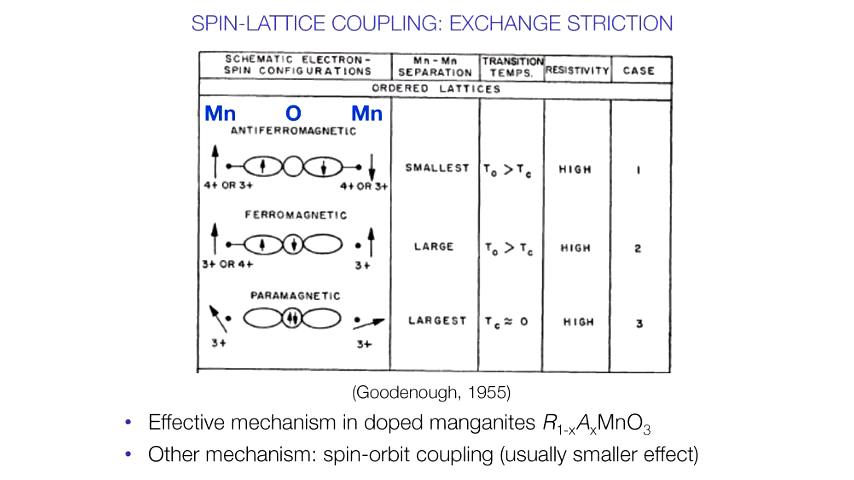 SPIN-LATTICE COUPLING: EXCHANGE STRICTION
SCHEMATIC ELECTRON- SPIN CONFIGURATIONS Mn-Mn SEPARATION TRANSITION TEMPS. RESISTIVITY CASE
ORDERED LATTICES
Mn O Mn
ANTIFERROMAGNETIC
SMALLEST T₀ > T꜀ HIGH 1
4+ OR 3+ 4+ OR 3+
FERROMAGNETIC
LARGE T₀ > T꜀ HIGH 2
3+ OR 4+ 3+
PARAMAGNETIC
LARGEST T꜀ ≈ 0 HIGH 3
3+ 3+
(Goodenough, 1955)
• Effective mechanism in doped manganites R₁₋ₓAₓMnO₃
• Other mechanism: spin-orbit coupling (usually smaller effect)